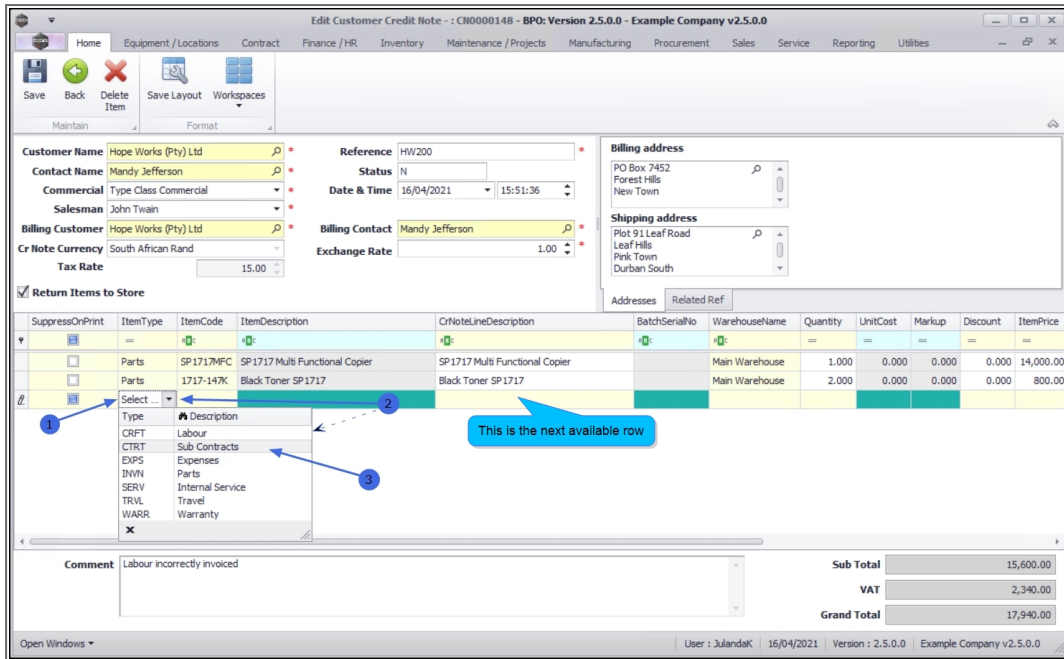 Edit Customer Credit Note - : CN0000148 - BPO: Version 2.5.0.0 - Example Company v2.5.0.0
Home Equipment / Locations Contract Finance / HR Inventory Maintenance / Projects Manufacturing Procurement Sales Service Reporting Utilities
Save Back Delete Item Save Layout Workspaces
Maintain Format
Customer Name Hope Works (Pty) Ltd * Reference HW200 *
Contact Name Mandy Jefferson * Status N
Commercial Type Class Commercial * Date & Time 16/04/2021 15:51:36
Salesman John Twain *
Billing Customer Hope Works (Pty) Ltd * Billing Contact Mandy Jefferson *
Cr Note Currency South African Rand Exchange Rate 1.00 *
Tax Rate 15.00
Return Items to Store
Billing address
PO Box 7452
Forest Hills
New Town
Shipping address
Plot 91 Leaf Road
Leaf Hills
Pink Town
Durban South
Addresses Related Ref
SuppressOnPrint ItemType ItemCode ItemDescription CrNoteLineDescription BatchSerialNo WarehouseName Quantity UnitCost Markup Discount ItemPrice
Parts SP1717MFC SP1717 Multi Functional Copier SP1717 Multi Functional Copier Main Warehouse 1.000 0.000 0.000 0.000 14,000.00
Parts 1717-147K Black Toner SP1717 Black Toner SP1717 Main Warehouse 2.000 0.000 0.000 0.000 800.00
Select ...
1
2
3
This is the next available row
Type Description
CRFT Labour
CTRT Sub Contracts
EXPS Expenses
INVN Parts
SERV Internal Service
TRVL Travel
WARR Warranty
x
Comment Labour incorrectly invoiced
Sub Total 15,600.00
VAT 2,340.00
Grand Total 17,940.00
Open Windows User : JulandaK 16/04/2021 Version : 2.5.0.0 Example Company v2.5.0.0